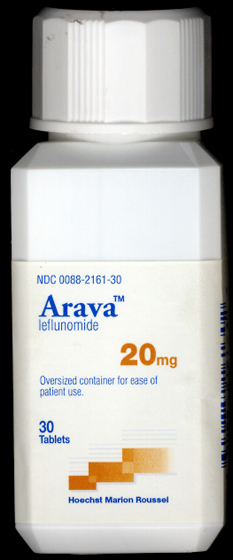 NDC 0088-2161-30
Arava™
leflunomide
20mg
Oversized container for ease of
patient use.
30
Tablets
Hoechst Marion Roussel